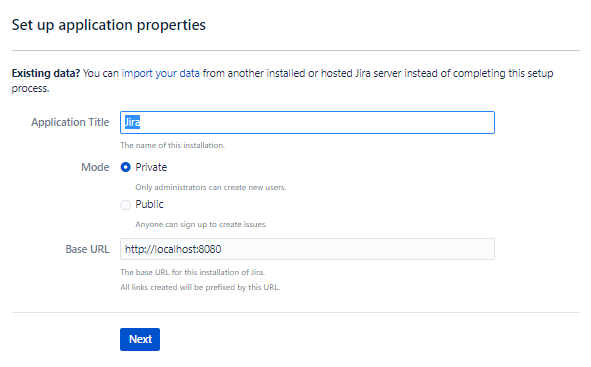 Set up application properties
Existing data? You can import your data from another installed or hosted Jira server instead of completing this setup
process.
Application Title Jira
The name of this installation.
Mode Private
Only administrators can create new users.
Public
Anyone can sign up to create issues.
Base URL http://localhost:8080
The base URL for this installation of Jira.
All links created will be prefixed by this URL.
Next